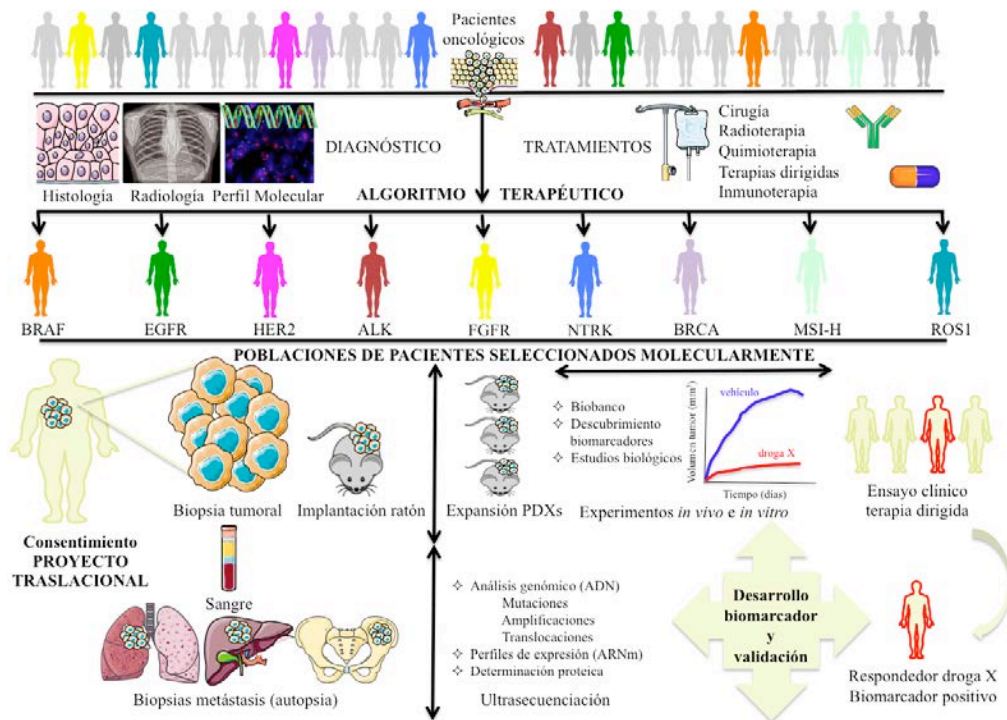 Pacientes
oncológicos
Histología
Radiología
Perfil Molecular
DIAGNÓSTICO
TRATAMIENTOS
Cirugía
Radioterapia
Quimioterapia
Terapias dirigidas
Inmunoterapia
ALGORITMO TERAPÉUTICO
BRAF
EGFR
HER2
ALK
FGFR
NTRK
BRCA
MSI-H
ROS1
POBLACIONES DE PACIENTES SELECCIONADOS MOLECULARMENTE
Consentimiento
PROYECTO
TRASLACIONAL
Biopsia tumoral
Implantación ratón
Sangre
Biopsias metástasis (autopsia)
Expansión PDXs
Biobanco
Descubrimiento
biomarcadores
Estudios biológicos
Volumen tumor (mm³)
vehículo
droga X
Tiempo (días)
Experimentos in vivo e in vitro
Análisis genómico (ADN)
Mutaciones
Amplificaciones
Translocaciones
Perfiles de expresión (ARNm)
Determinación proteica
Ultrasecuenciación
Ensayo clínico
terapia dirigida
Desarrollo
biomarcador
y
validación
Respondedor droga X
Biomarcador positivo